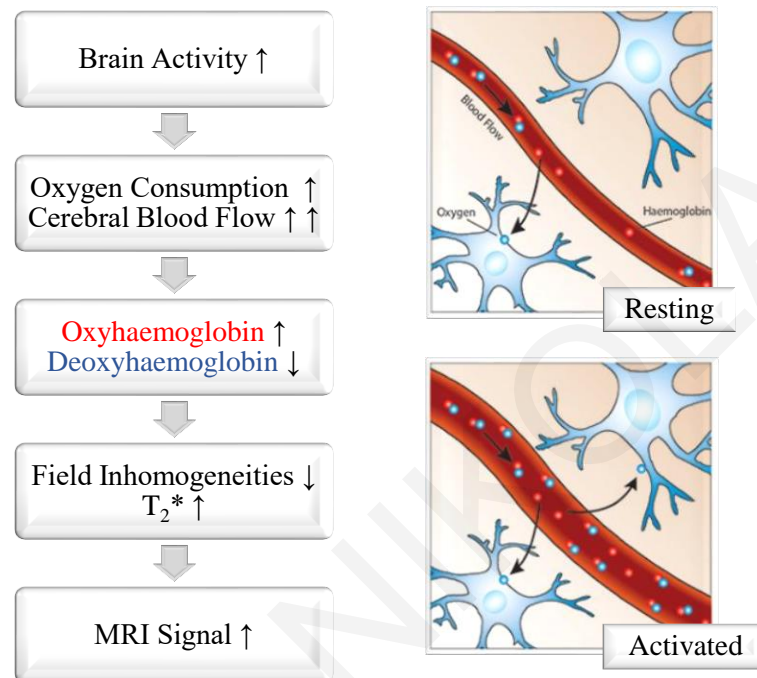 Brain Activity ↑
Oxygen Consumption ↑
Cerebral Blood Flow ↑ ↑
Oxyhaemoglobin ↑
Deoxyhaemoglobin ↓
Field Inhomogeneities ↓
T₂* ↑
MRI Signal ↑
Blood Flow
Oxygen
Haemoglobin
Resting
Activated